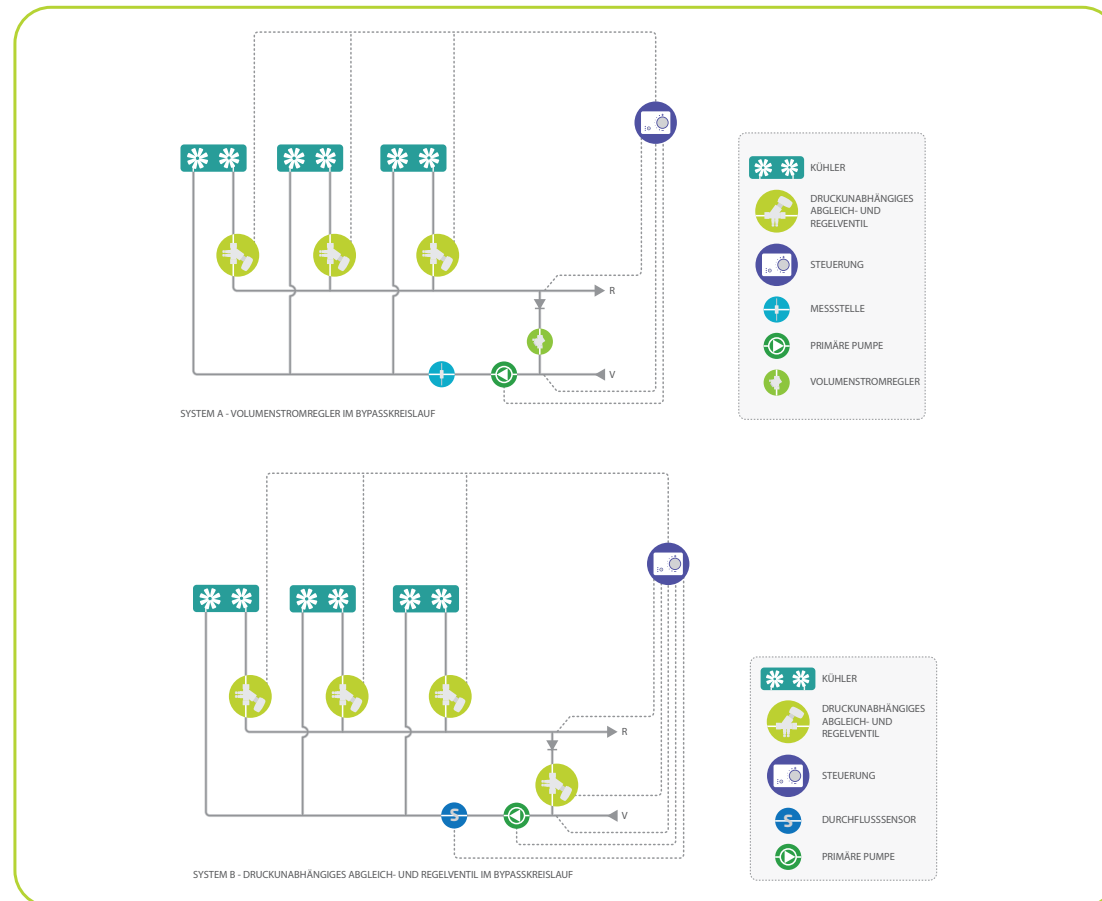 KÜHLER
DRUCKUNABHÄNGIGES
ABGLEICH- UND
REGELVENTIL
STEUERUNG
R
MESSSTELLE
PRIMÄRE PUMPE
V
VOLUMENSTROMREGLER
SYSTEM A - VOLUMENSTROMREGLER IM BYPASSKREISLAUF
KÜHLER
DRUCKUNABHÄNGIGES
ABGLEICH- UND
REGELVENTIL
R
STEUERUNG
S
V
S
DURCHFLUSSSENSOR
PRIMÄRE PUMPE
SYSTEM B - DRUCKUNABHÄNGIGES ABGLEICH- UND REGELVENTIL IM BYPASSKREISLAUF